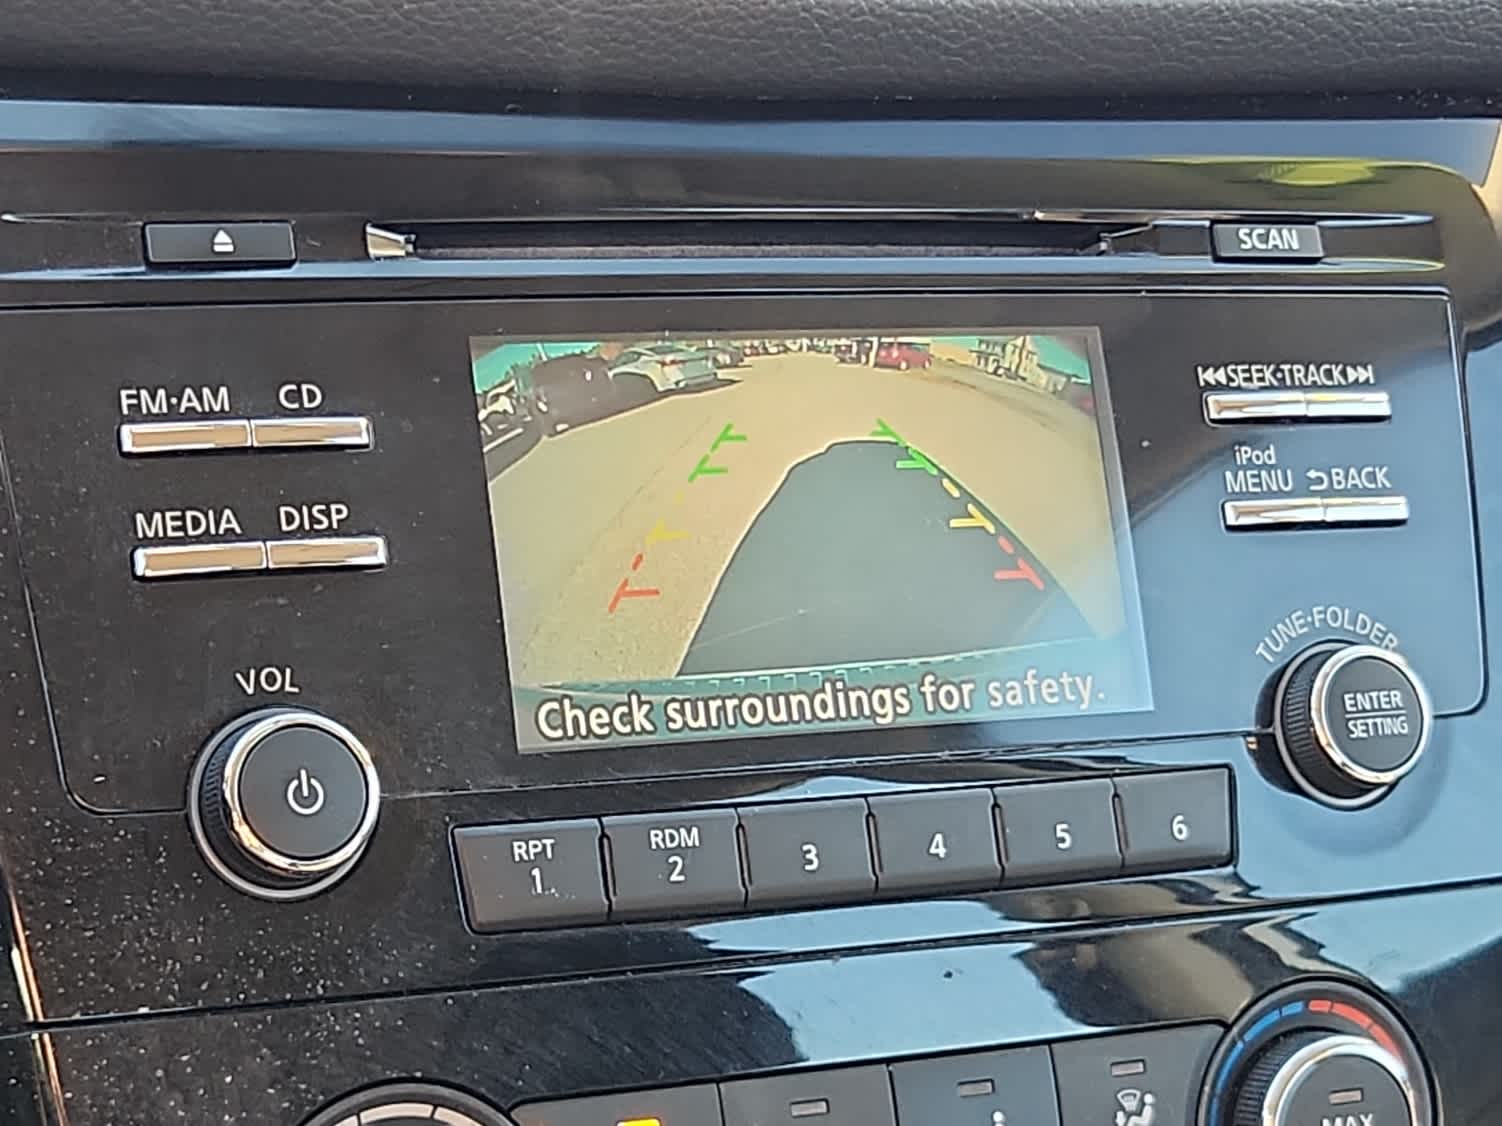 SCAN
FM·AM CD
SEEK·TRACK
iPod
MENU BACK
MEDIA DISP
TUNE·FOLDER
VOL
ENTER
SETTING
Check surroundings for safety.
RPT
1
RDM
2
3
4
5
6
MAX